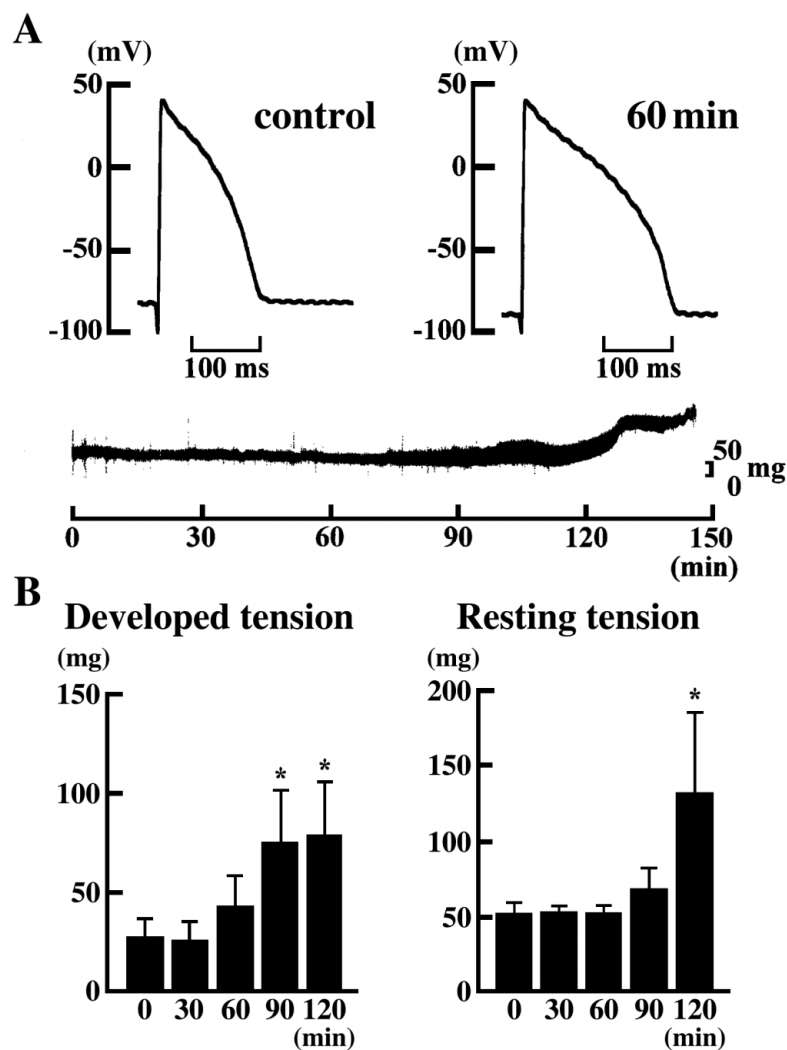 A
(mV) (mV)
50 50
control 60 min
0 0
-50 -50
-100 -100
100 ms 100 ms
50
mg
0
0 30 60 90 120 150
(min)
B
Developed tension Resting tension
(mg) (mg)
150 200
* * *
150
100
100
50
50
0 0
0 30 60 90 120 0 30 60 90 120
(min) (min)